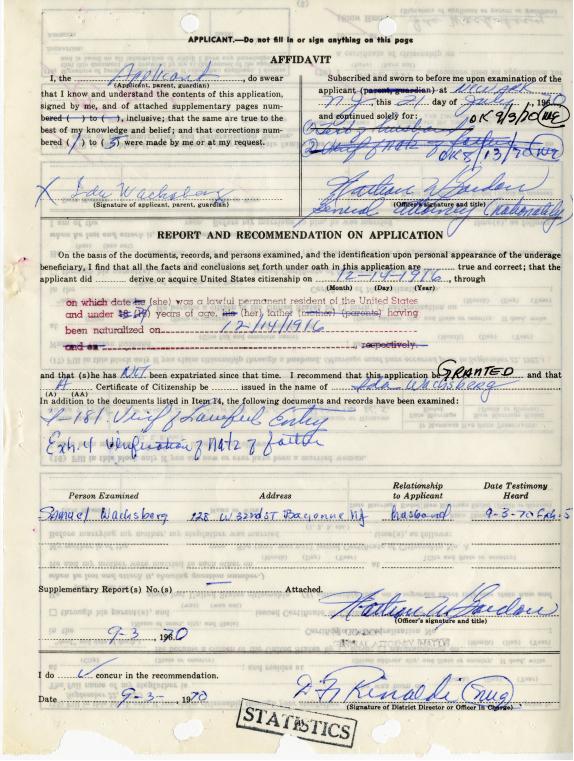 APPLICANT.—Do not fill in or sign anything on this page
AFFIDAVIT
I, the Applicant, do swear
(Applicant, parent, guardian)
that I know and understand the contents of this application,
signed by me, and of attached supplementary pages num-
bered ( ) to ( ), inclusive; that the same are true to the
best of my knowledge and belief; and that corrections num-
bered (1) to (5) were made by me or at my request.
X Ida Wachsberg
(Signature of applicant, parent, guardian)
Subscribed and sworn to before me upon examination of the
applicant (parent, guardian) at Newark
N.J. this 21 day of July, 1970
and continued solely for: OK 9/3/70
1 Test of husband
2 Verif of Natz of father
OK 8/13/70
Nathan W Gordon
(Officer's signature and title)
General Attorney (nationality)
REPORT AND RECOMMENDATION ON APPLICATION
On the basis of the documents, records, and persons examined, and the identification upon personal appearance of the underage
beneficiary, I find that all the facts and conclusions set forth under oath in this application are true and correct; that the
applicant did derive or acquire United States citizenship on 12-14-1916, through
(Month) (Day) (Year)
on which date he (she) was a lawful permanent resident of the United States
and under years of age, his (her) father (mother) (parents) having
been naturalized on 12/14/1916
and on, respectively.
and that (s)he has NOT been expatriated since that time. I recommend that this application be GRANTED and that
A Certificate of Citizenship be issued in the name of Ida Wachsberg
(A) (AA)
In addition to the documents listed in Item 14, the following documents and records have been examined:
Verif of Lawful Entry
Exh. 4 Verification of Natz of father
Person Examined Address Relationship to Applicant Date Testimony Heard
Samuel Wachsberg 128 W 32nd St Bayonne NJ husband 9-3-70 Exh-5
Supplementary Report(s) No.(s) — Attached.
Nathan W Gordon
(Officer's signature and title)
9-3, 1970
I do ✓ concur in the recommendation.
Date 9-3-, 1970
D F Rinaldi
(Signature of District Director or Officer in Charge)
STATISTICS